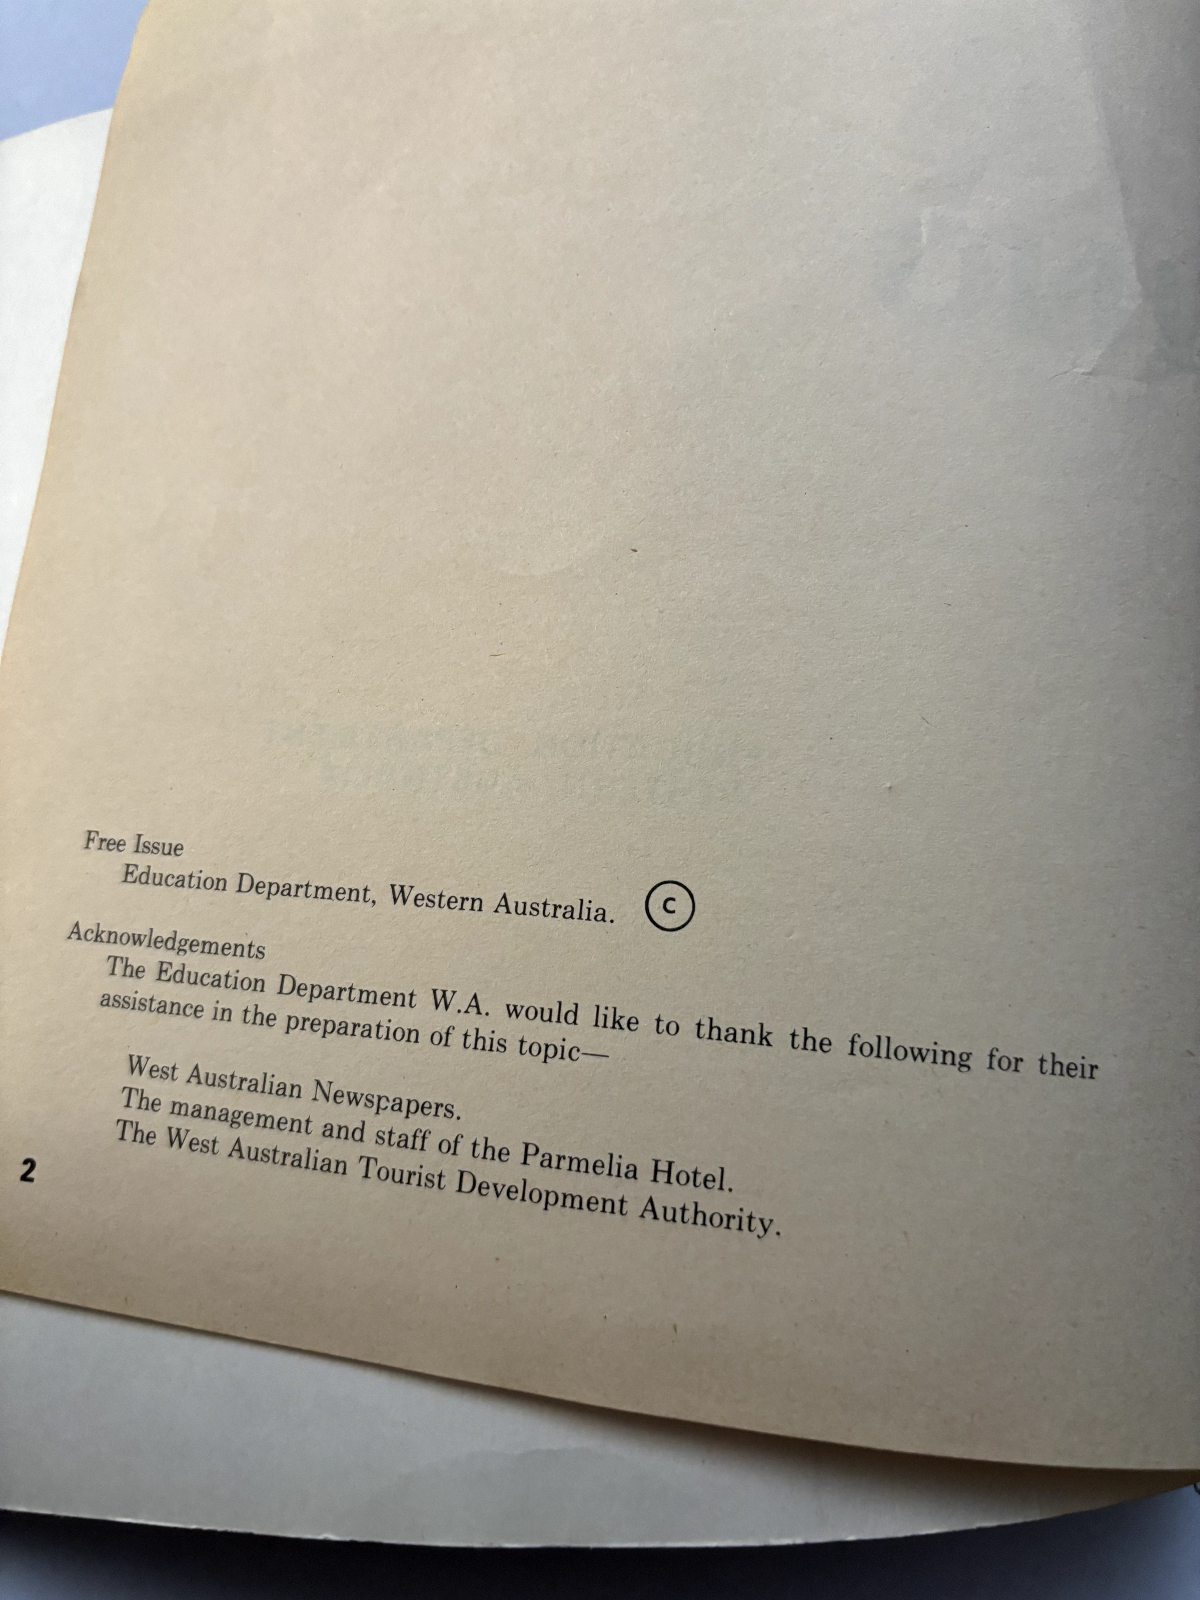 Free Issue
Education Department, Western Australia. ©
Acknowledgements
The Education Department W.A. would like to thank the following for their
assistance in the preparation of this topic—
West Australian Newspapers.
The management and staff of the Parmelia Hotel.
The West Australian Tourist Development Authority.
2